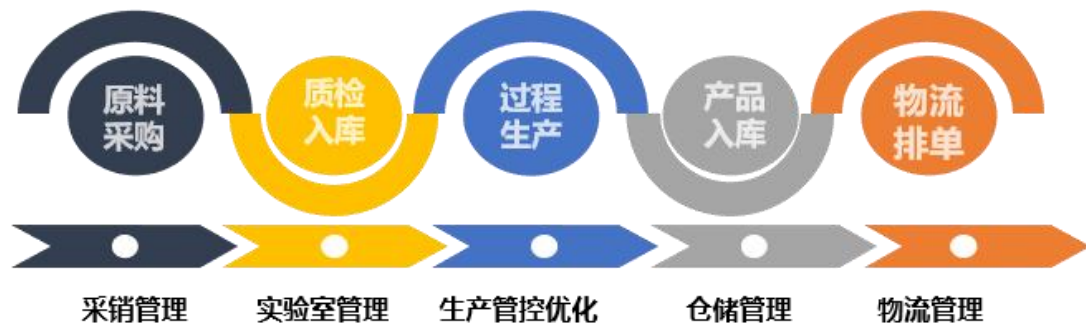 原料
采购
质检
入库
过程
生产
产品
入库
物流
排单
采销管理
实验室管理
生产管控优化
仓储管理
物流管理